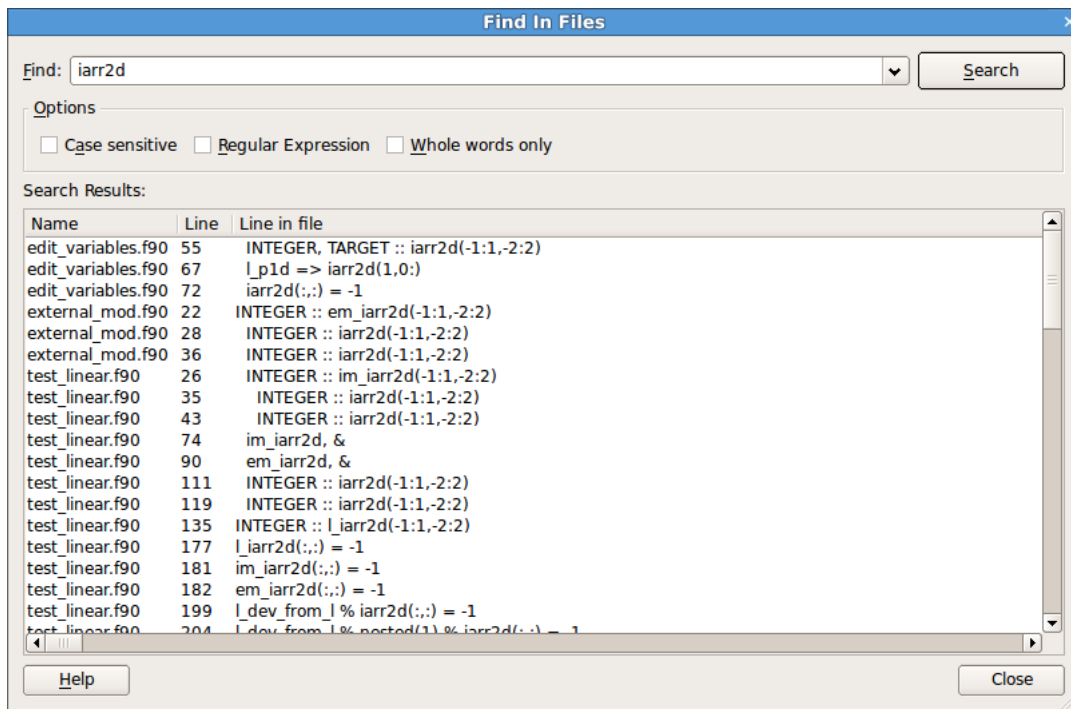 Find In Files
Find: iarr2d Search
Options
Case sensitive Regular Expression Whole words only
Search Results:
Name Line Line in file
edit_variables.f90 55 INTEGER, TARGET :: iarr2d(-1:1,-2:2)
edit_variables.f90 67 l_p1d => iarr2d(1,0:)
edit_variables.f90 72 iarr2d(:,:) = -1
external_mod.f90 22 INTEGER :: em_iarr2d(-1:1,-2:2)
external_mod.f90 28 INTEGER :: iarr2d(-1:1,-2:2)
external_mod.f90 36 INTEGER :: iarr2d(-1:1,-2:2)
test_linear.f90 26 INTEGER :: im_iarr2d(-1:1,-2:2)
test_linear.f90 35 INTEGER :: iarr2d(-1:1,-2:2)
test_linear.f90 43 INTEGER :: iarr2d(-1:1,-2:2)
test_linear.f90 74 im_iarr2d, &
test_linear.f90 90 em_iarr2d, &
test_linear.f90 111 INTEGER :: iarr2d(-1:1,-2:2)
test_linear.f90 119 INTEGER :: iarr2d(-1:1,-2:2)
test_linear.f90 135 INTEGER :: l_iarr2d(-1:1,-2:2)
test_linear.f90 177 l_iarr2d(:,:) = -1
test_linear.f90 181 im_iarr2d(:,:) = -1
test_linear.f90 182 em_iarr2d(:,:) = -1
test_linear.f90 199 l_dev_from_l % iarr2d(:,:) = -1
test_linear.f90 204 l_dev_from_l % nested(1) % iarr2d(:,:) = -1
Help Close